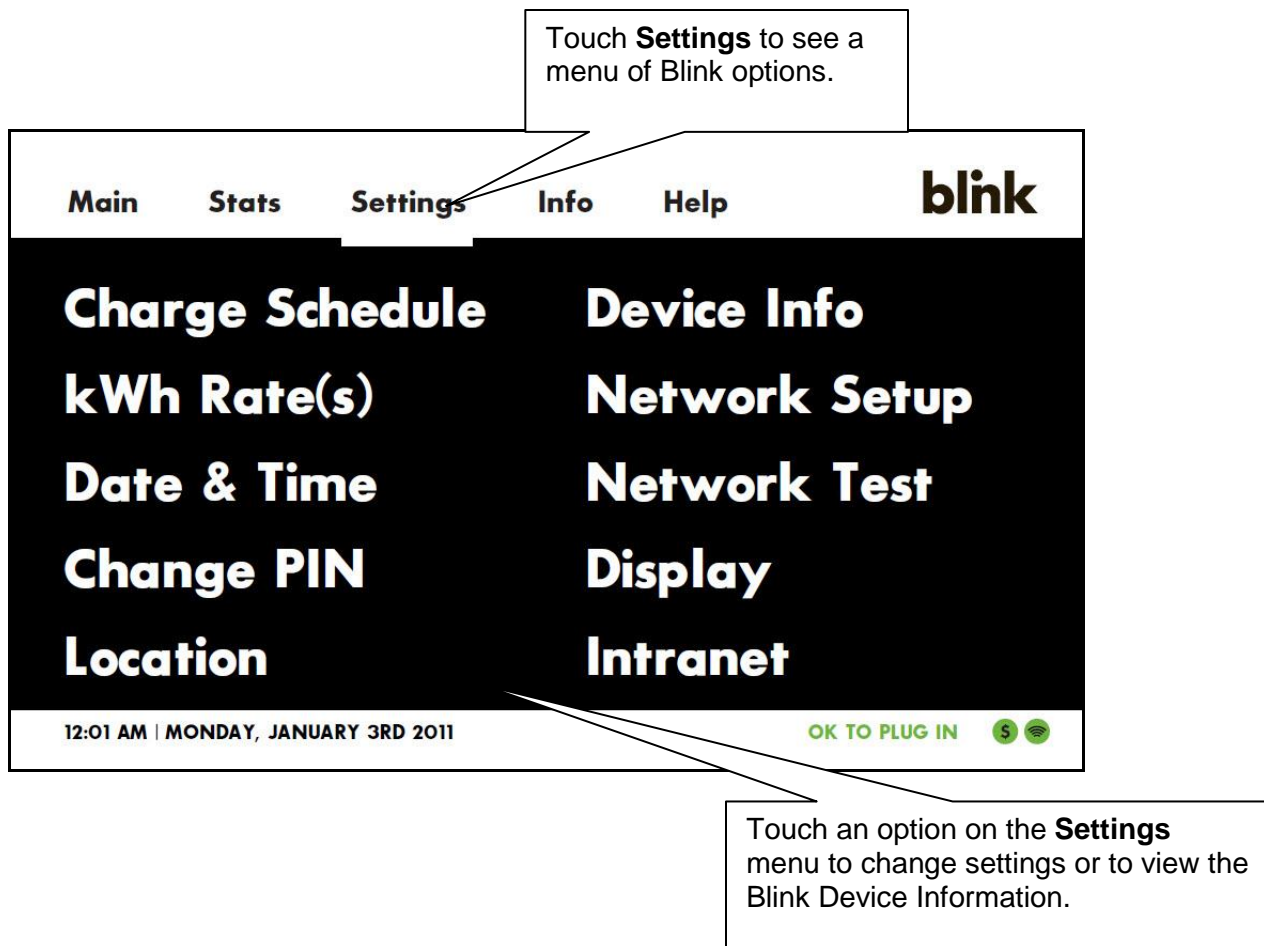 Touch Settings to see a
menu of Blink options.
Main Stats Settings Info Help blink
Charge Schedule Device Info
kWh Rate(s) Network Setup
Date & Time Network Test
Change PIN Display
Location Intranet
12:01 AM | MONDAY, JANUARY 3RD 2011 OK TO PLUG IN $
Touch an option on the Settings
menu to change settings or to view the
Blink Device Information.